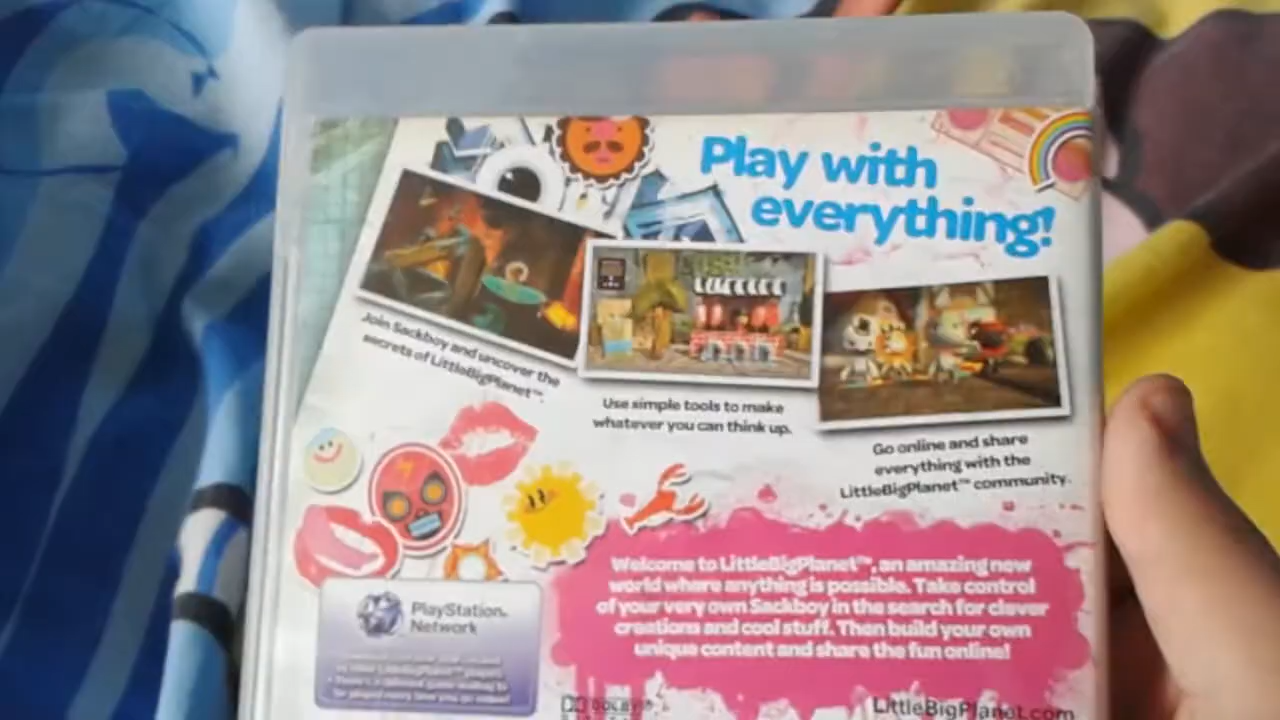 Play with
everything!
Join Sackboy and uncover the
secrets of LittleBigPlanet™.
Use simple tools to make
whatever you can think up.
Go online and share
everything with the
LittleBigPlanet™ community.
Welcome to LittleBigPlanet™, an amazing new
world where anything is possible. Take control
of your very own Sackboy in the search for clever
creations and cool stuff. Then build your own
unique content and share the fun online!
PlayStation®
Network
LittleBigPlanet™ players
DOLBY
LittleBigPlanet.com